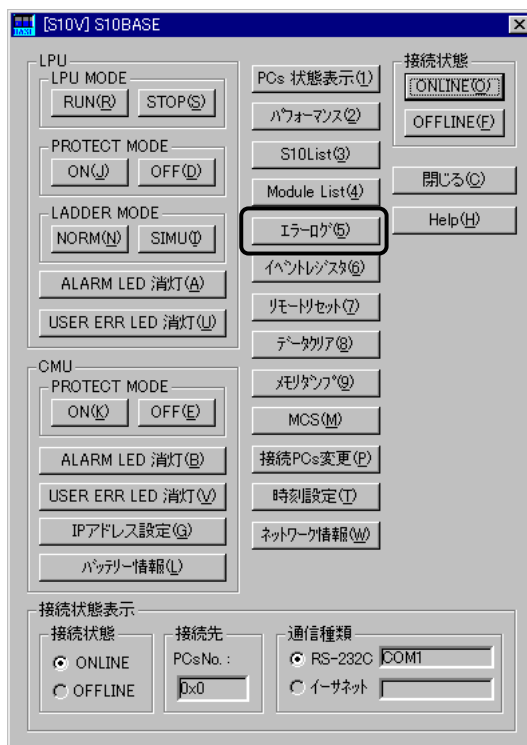 [S10V] S10BASE
LPU
LPU MODE
RUN(R) STOP(S)
PROTECT MODE
ON(J) OFF(D)
LADDER MODE
NORM(N) SIMU(I)
ALARM LED 消灯(A)
USER ERR LED 消灯(U)
CMU
PROTECT MODE
ON(K) OFF(E)
ALARM LED 消灯(B)
USER ERR LED 消灯(V)
IPアドレス設定(G)
バッテリー情報(L)
PCs 状態表示(1)
パフォーマンス(2)
S10List(3)
Module List(4)
エラーログ(5)
イベントレジスタ(6)
リモートリセット(7)
データクリア(8)
メモリダンプ(9)
MCS(M)
接続PCs変更(P)
時刻設定(T)
ネットワーク情報(W)
接続状態
ONLINE(O)
OFFLINE(F)
閉じる(C)
Help(H)
接続状態表示
接続状態
ONLINE
OFFLINE
接続先
PCsNo. :
0x0
通信種類
RS-232C COM1
イーサネット